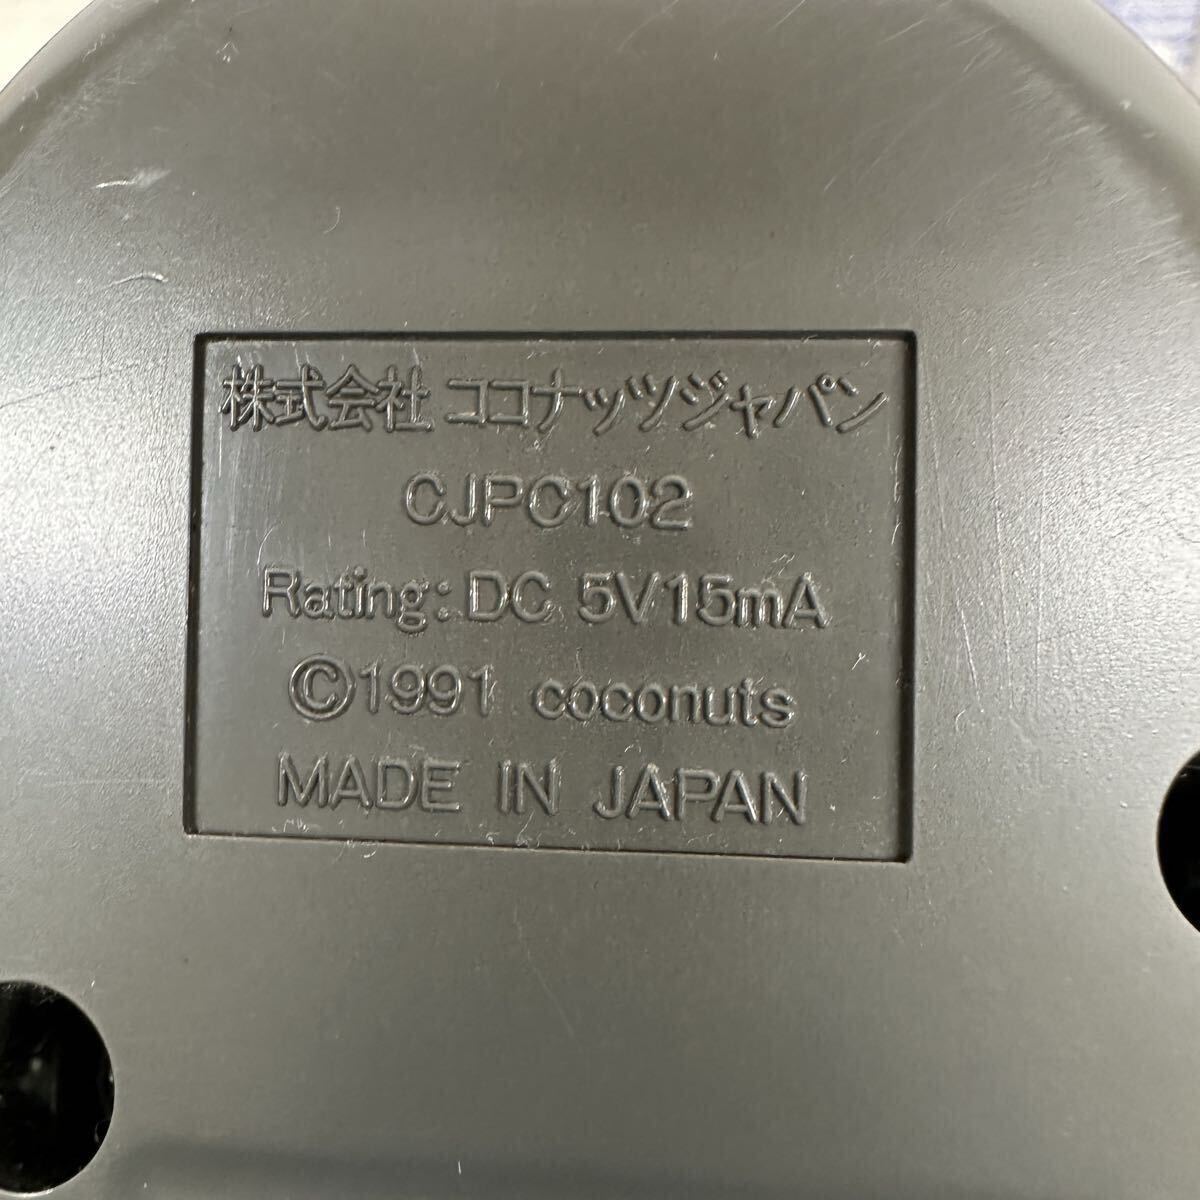 株式会社 ココナッツジャパン
CJPC102
Rating: DC 5V15mA
©1991 coconuts
MADE IN JAPAN